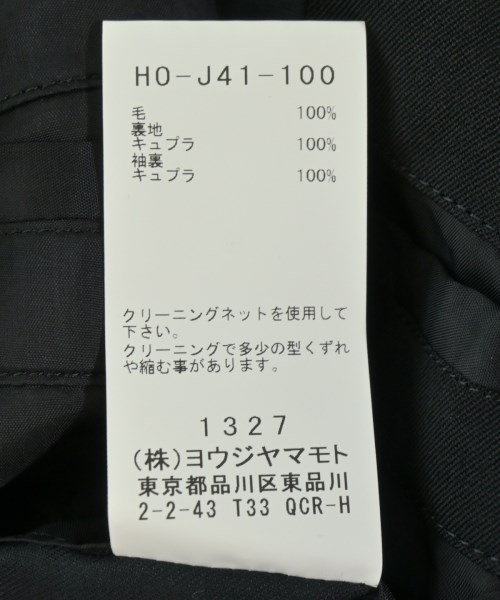 HO-J41-100
毛 100%
裏地
キュプラ 100%
袖裏
キュプラ 100%
クリーニングネットを使用して
下さい。
クリーニングで多少の型くずれ
や縮む事があります。
1327
(株)ヨウジヤマモト
東京都品川区東品川
2-2-43 T33 QCR-H